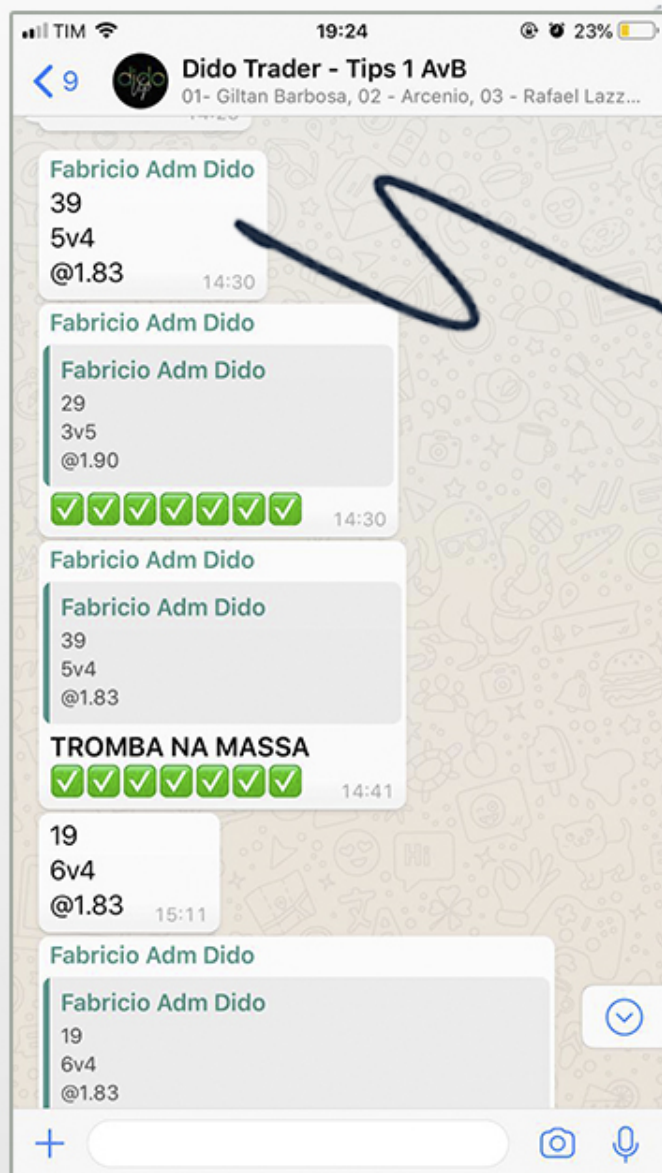 TIM 19:24 23%
9 Dido Trader - Tips 1 AvB
01- Giltan Barbosa, 02 - Arcenio, 03 - Rafael Lazz...
Fabricio Adm Dido
39
5v4
@1.83 14:30
Fabricio Adm Dido
Fabricio Adm Dido
29
3v5
@1.90
✅✅✅✅✅✅✅ 14:30
Fabricio Adm Dido
Fabricio Adm Dido
39
5v4
@1.83
TROMBA NA MASSA
✅✅✅✅✅✅✅ 14:41
19
6v4
@1.83 15:11
Fabricio Adm Dido
Fabricio Adm Dido
19
6v4
@1.83